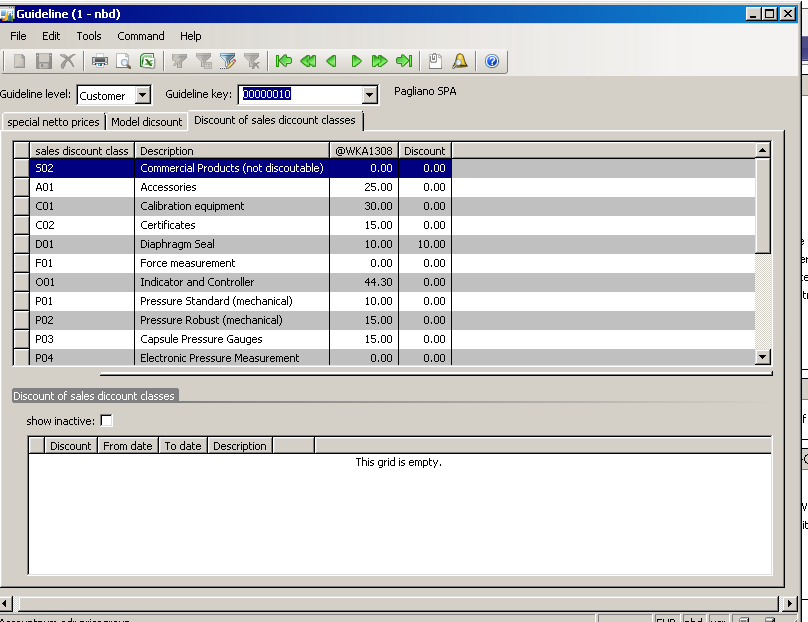 Guideline (1 - nbd)
File Edit Tools Command Help
Guideline level: Customer Guideline key: 00000010 Pagliano SPA
special netto prices Model dicsount Discount of sales diccount classes
sales discount class Description @WKA1308 Discount
S02 Commercial Products (not discoutable) 0.00 0.00
A01 Accessories 25.00 0.00
C01 Calibration equipment 30.00 0.00
C02 Certificates 15.00 0.00
D01 Diaphragm Seal 10.00 10.00
F01 Force measurement 0.00 0.00
O01 Indicator and Controller 44.30 0.00
P01 Pressure Standard (mechanical) 10.00 0.00
P02 Pressure Robust (mechanical) 15.00 0.00
P03 Capsule Pressure Gauges 15.00 0.00
P04 Electronic Pressure Measurement 0.00 0.00
Discount of sales diccount classes
show inactive:
Discount From date To date Description
This grid is empty.